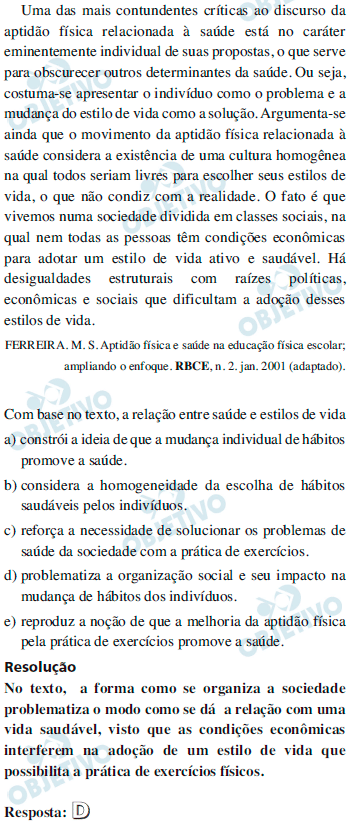 Uma das mais contundentes críticas ao discurso da
aptidão física relacionada à saúde está no caráter
eminentemente individual de suas propostas, o que serve
para obscurecer outros determinantes da saúde. Ou seja,
costuma-se apresentar o indivíduo como o problema e a
mudança do estilo de vida como a solução. Argumenta-se
ainda que o movimento da aptidão física relacionada à
saúde considera a existência de uma cultura homogênea
na qual todos seriam livres para escolher seus estilos de
vida, o que não condiz com a realidade. O fato é que
vivemos numa sociedade dividida em classes sociais, na
qual nem todas as pessoas têm condições econômicas
para adotar um estilo de vida ativo e saudável. Há
desigualdades estruturais com raízes políticas,
econômicas e sociais que dificultam a adoção desses
estilos de vida.
FERREIRA. M. S. Aptidão física e saúde na educação física escolar;
ampliando o enfoque. RBCE, n. 2. jan. 2001 (adaptado).
Com base no texto, a relação entre saúde e estilos de vida
a) constrói a ideia de que a mudança individual de hábitos
promove a saúde.
b) considera a homogeneidade da escolha de hábitos
saudáveis pelos indivíduos.
c) reforça a necessidade de solucionar os problemas de
saúde da sociedade com a prática de exercícios.
d) problematiza a organização social e seu impacto na
mudança de hábitos dos indivíduos.
e) reproduz a noção de que a melhoria da aptidão física
pela prática de exercícios promove a saúde.
Resolução
No texto, a forma como se organiza a sociedade
problematiza o modo como se dá a relação com uma
vida saudável, visto que as condições econômicas
interferem na adoção de um estilo de vida que
possibilita a prática de exercícios físicos.
Resposta: D
OBJETIVO
OBJETIVO
OBJETIVO
OBJETIVO
OBJETIVO
OBJETIVO
OBJETIVO
OBJETIVO
OBJETIVO